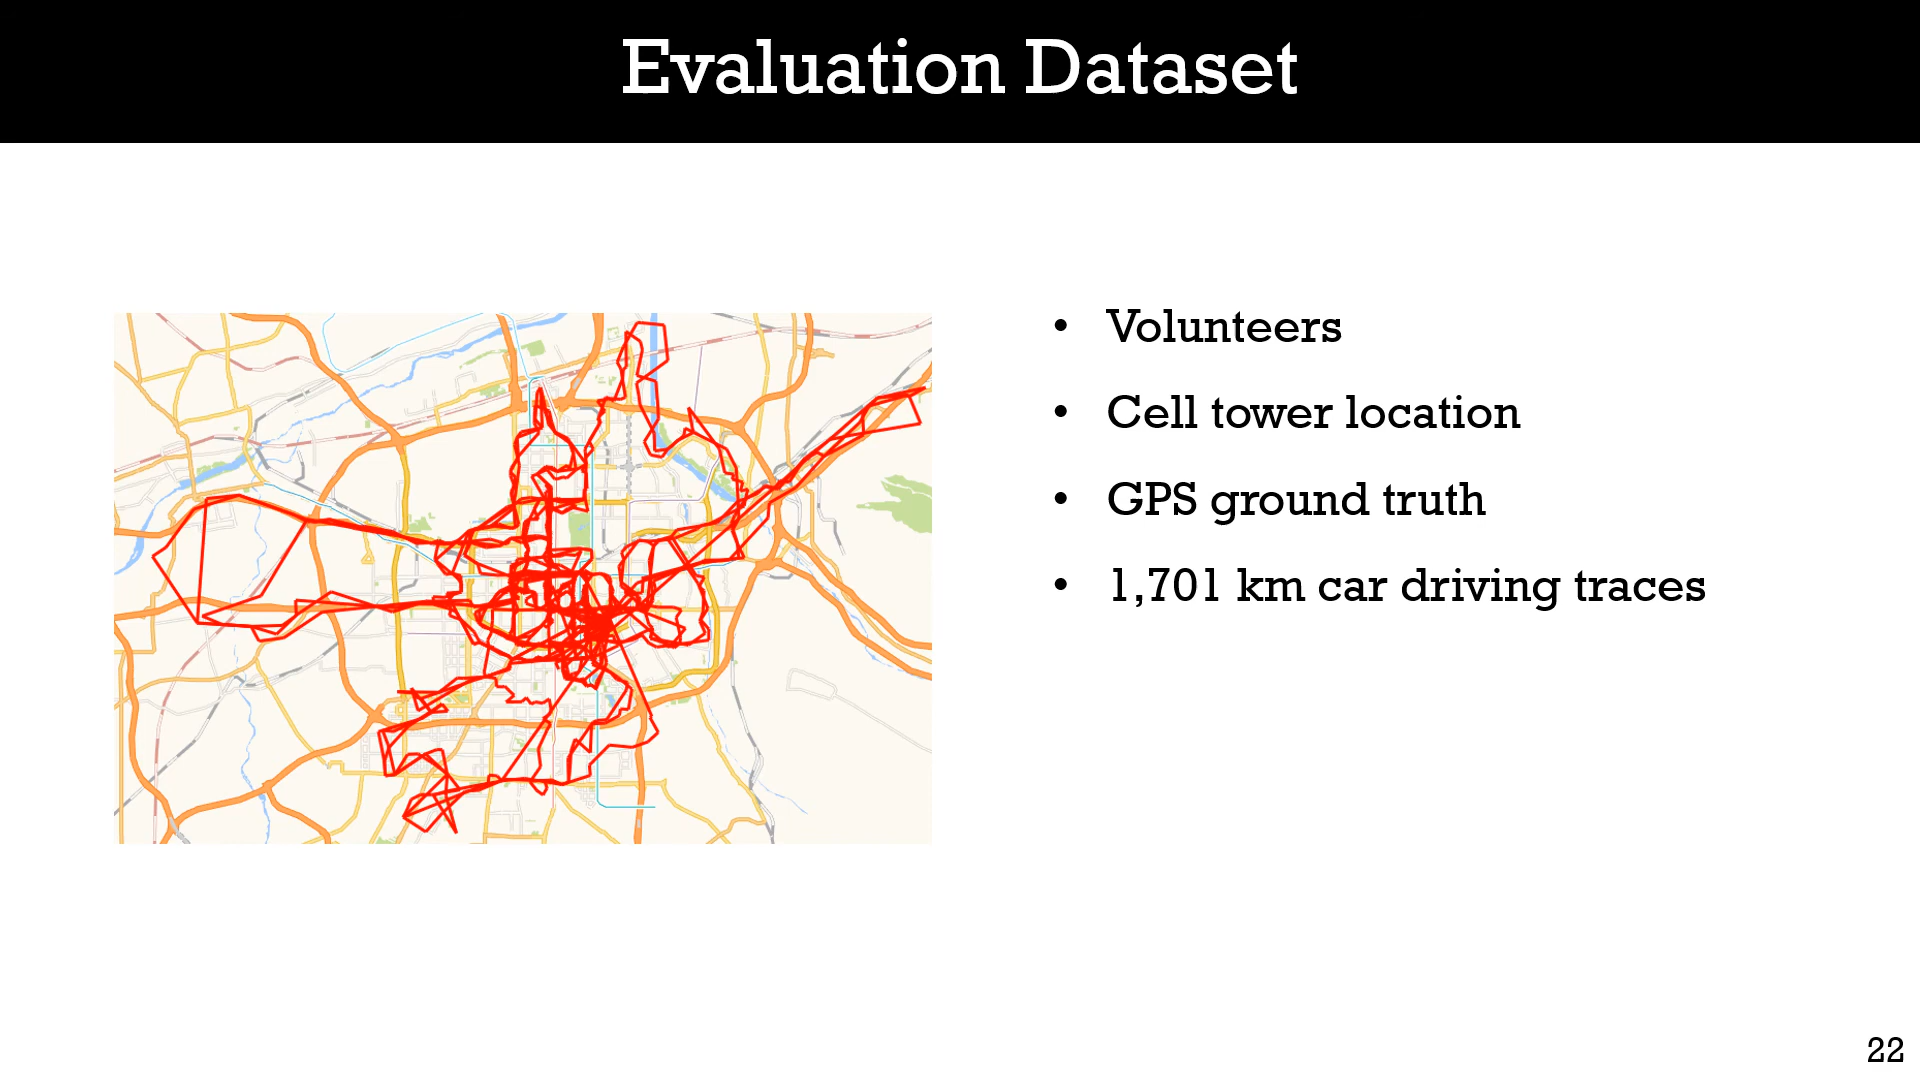 Evaluation Dataset
• Volunteers
• Cell tower location
• GPS ground truth
• 1,701 km car driving traces
22